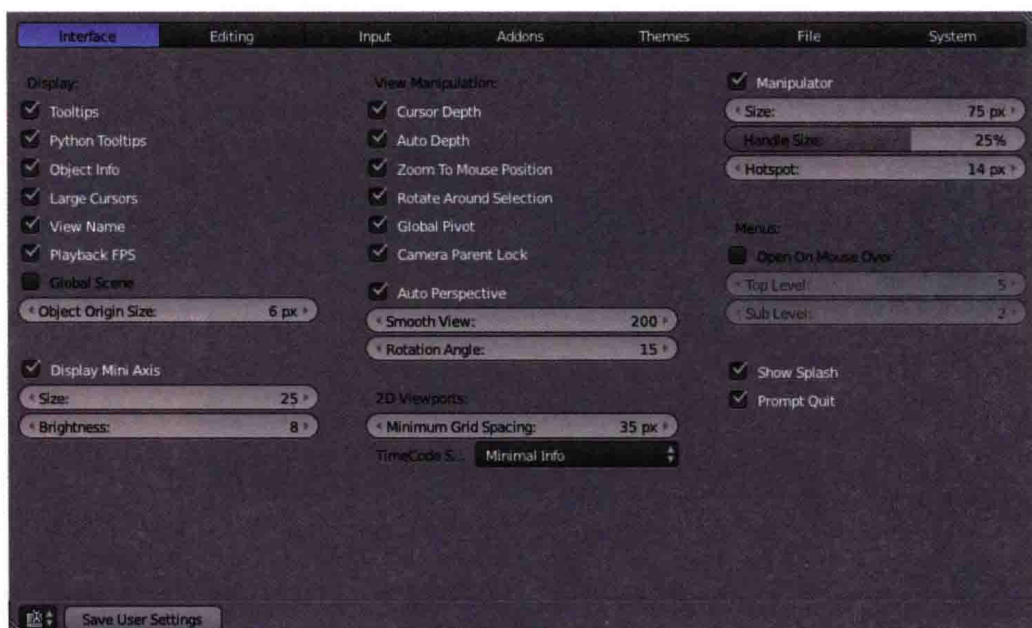 Interface Editing Input Addons Themes File System
Display:
Tooltips
Python Tooltips
Object Info
Large Cursors
View Name
Playback FPS
Global Scene
Object Origin Size: 6 px
Display Mini Axis
Size: 25
Brightness: 8
View Manipulation:
Cursor Depth
Auto Depth
Zoom To Mouse Position
Rotate Around Selection
Global Pivot
Camera Parent Lock
Auto Perspective
Smooth View: 200
Rotation Angle: 15
2D Viewports:
Minimum Grid Spacing: 35 px
TimeCode S... Minimal Info
Manipulator
Size: 75 px
Handle Size: 25%
Hotspot: 14 px
Menus:
Open On Mouse Over
Top Level: 5
Sub Level: 2
Show Splash
Prompt Quit
Save User Settings